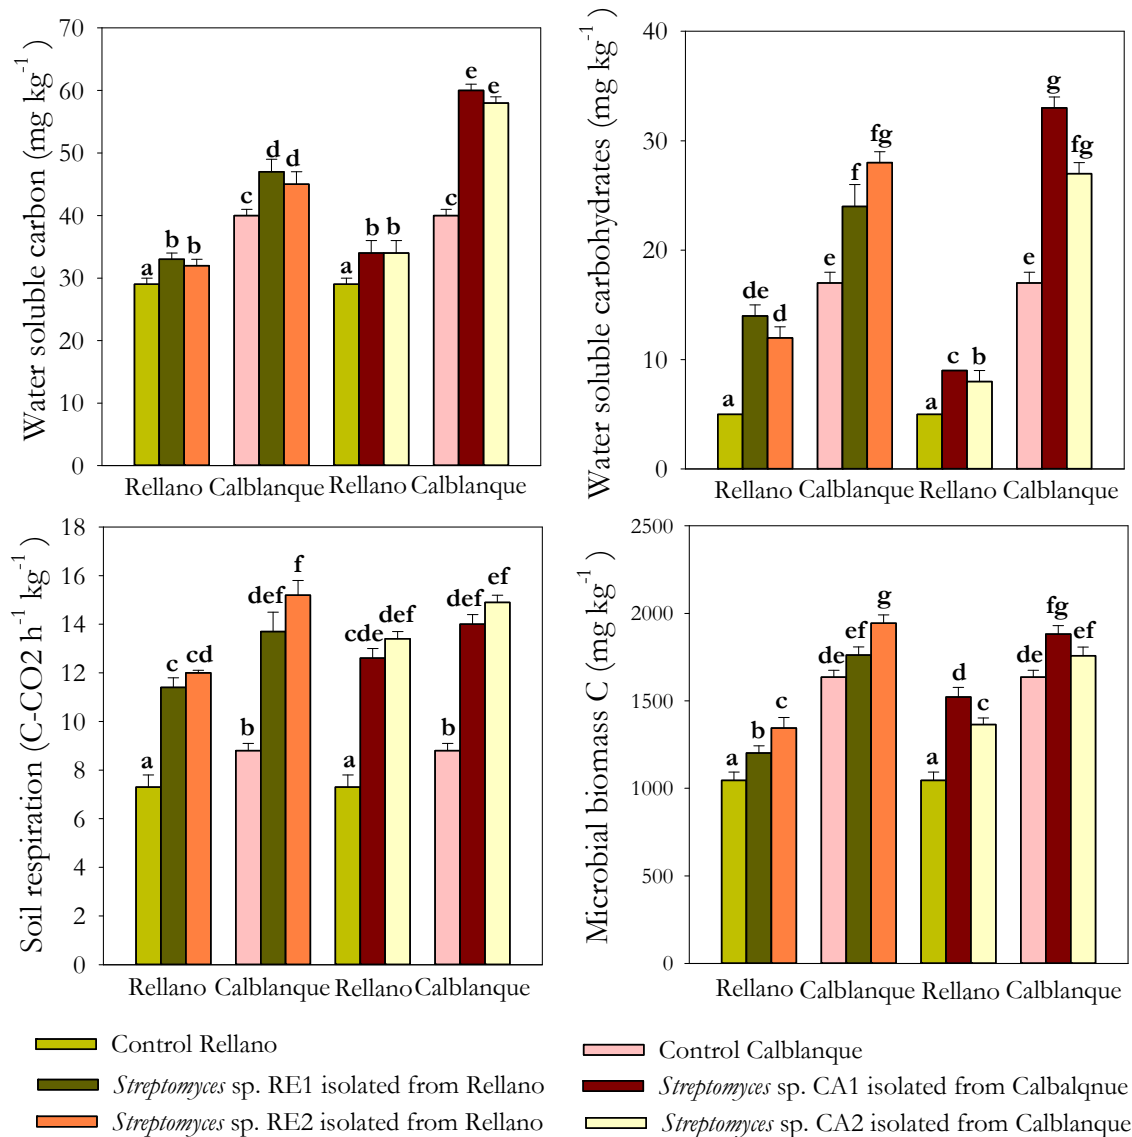 Water soluble carbon (mg kg-1)
70
60
50
40
30
20
10
0
a
b
b
c
d
d
a
b
b
c
e
e
Rellano Calblanque Rellano Calblanque
Water soluble carbohydrates (mg kg-1)
40
30
20
10
0
a
de
d
e
f
fg
a
c
b
e
g
fg
Rellano Calblanque Rellano Calblanque
Soil respiration (C-CO2 h-1 kg-1)
18
16
14
12
10
8
6
4
2
0
a
c
cd
b
def
f
a
cde
def
b
def
ef
Rellano Calblanque Rellano Calblanque
Microbial biomass C (mg kg-1)
2500
2000
1500
1000
500
0
a
b
c
de
ef
g
a
d
c
de
fg
ef
Rellano Calblanque Rellano Calblanque
Control Rellano
Streptomyces sp. RE1 isolated from Rellano
Streptomyces sp. RE2 isolated from Rellano
Control Calblanque
Streptomyces sp. CA1 isolated from Calbalqnue
Streptomyces sp. CA2 isolated from Calblanque